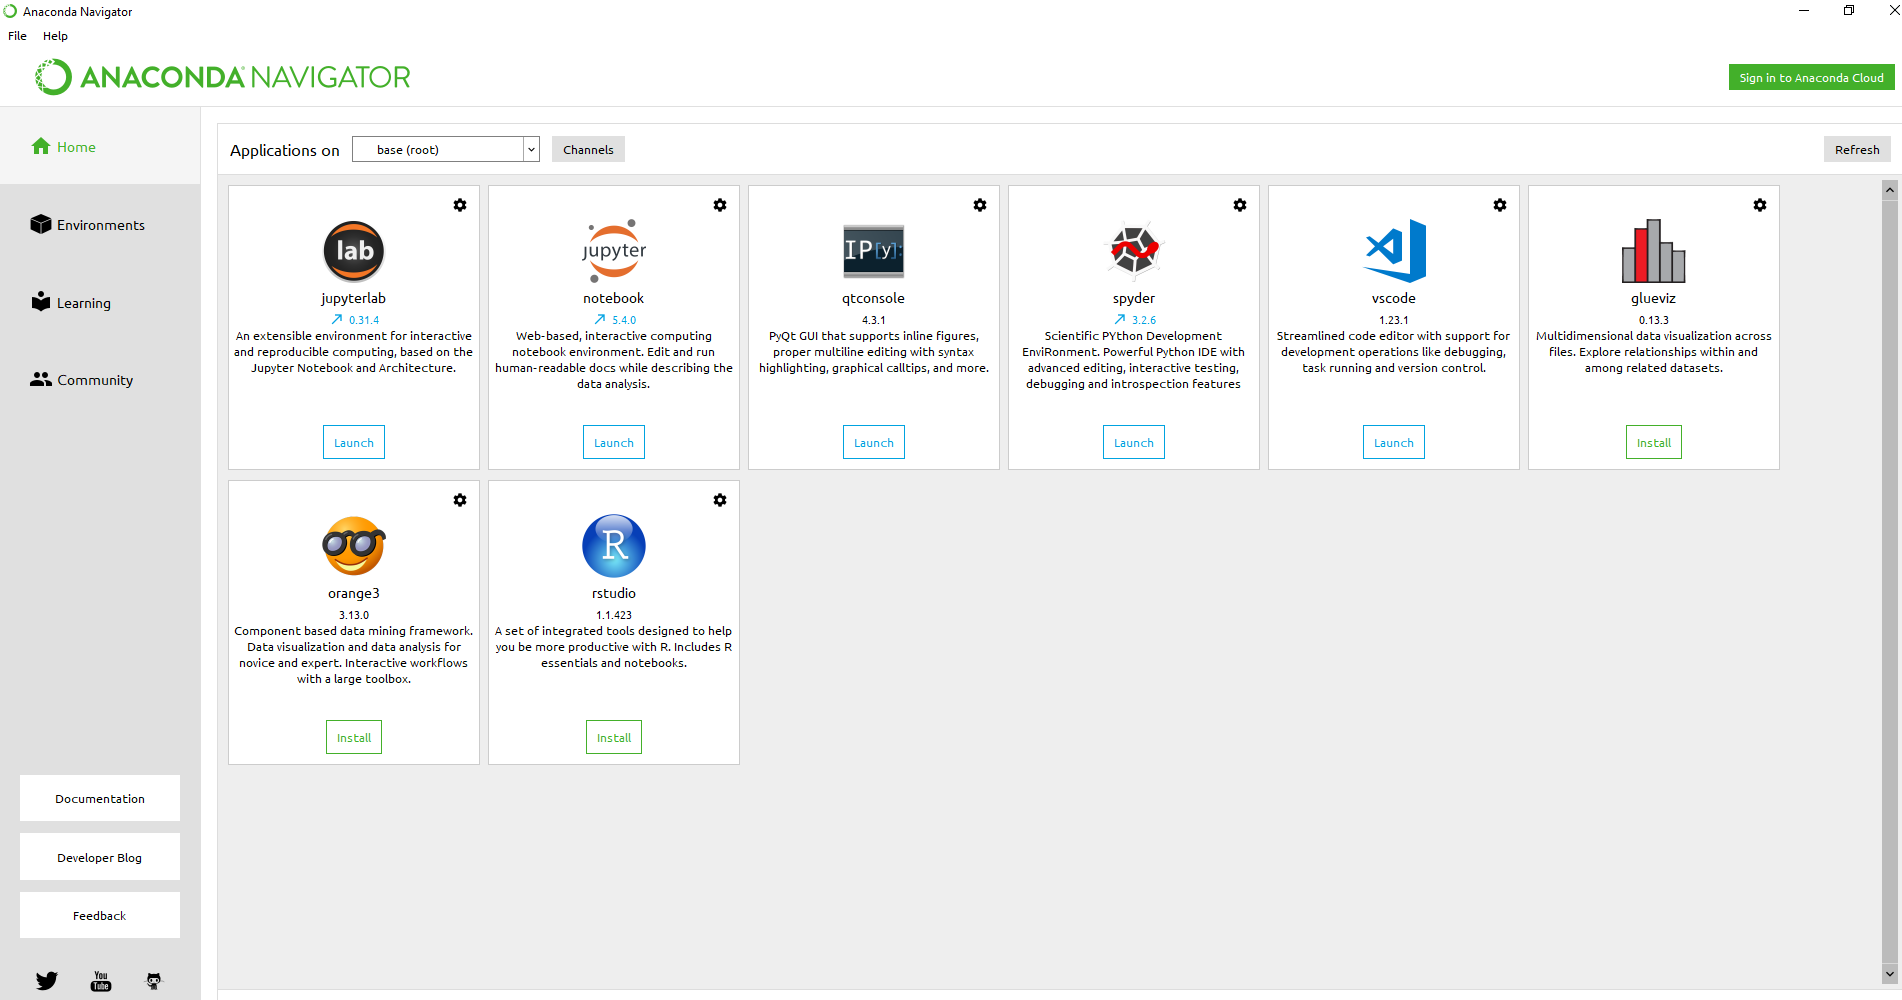 Anaconda Navigator
File Help
ANACONDA NAVIGATOR
Sign in to Anaconda Cloud
Home
Environments
Learning
Community
Applications on
base (root)
Channels
Refresh
lab
jupyterlab
0.31.4
An extensible environment for interactive
and reproducible computing, based on the
Jupyter Notebook and Architecture.
Launch
jupyter
notebook
5.4.0
Web-based, interactive computing
notebook environment. Edit and run
human-readable docs while describing the
data analysis.
Launch
IP[y]:
qtconsole
4.3.1
PyQt GUI that supports inline figures,
proper multiline editing with syntax
highlighting, graphical calltips, and more.
Launch
spyder
3.2.6
Scientific PYthon Development
EnviRonment. Powerful Python IDE with
advanced editing, interactive testing,
debugging and introspection features
Launch
vscode
1.23.1
Streamlined code editor with support for
development operations like debugging,
task running and version control.
Launch
glueviz
0.13.3
Multidimensional data visualization across
files. Explore relationships within and
among related datasets.
Install
orange3
3.13.0
Component based data mining framework.
Data visualization and data analysis for
novice and expert. Interactive workflows
with a large toolbox.
Install
R
rstudio
1.1.423
A set of integrated tools designed to help
you be more productive with R. Includes R
essentials and notebooks.
Install
Documentation
Developer Blog
Feedback
You
Tube